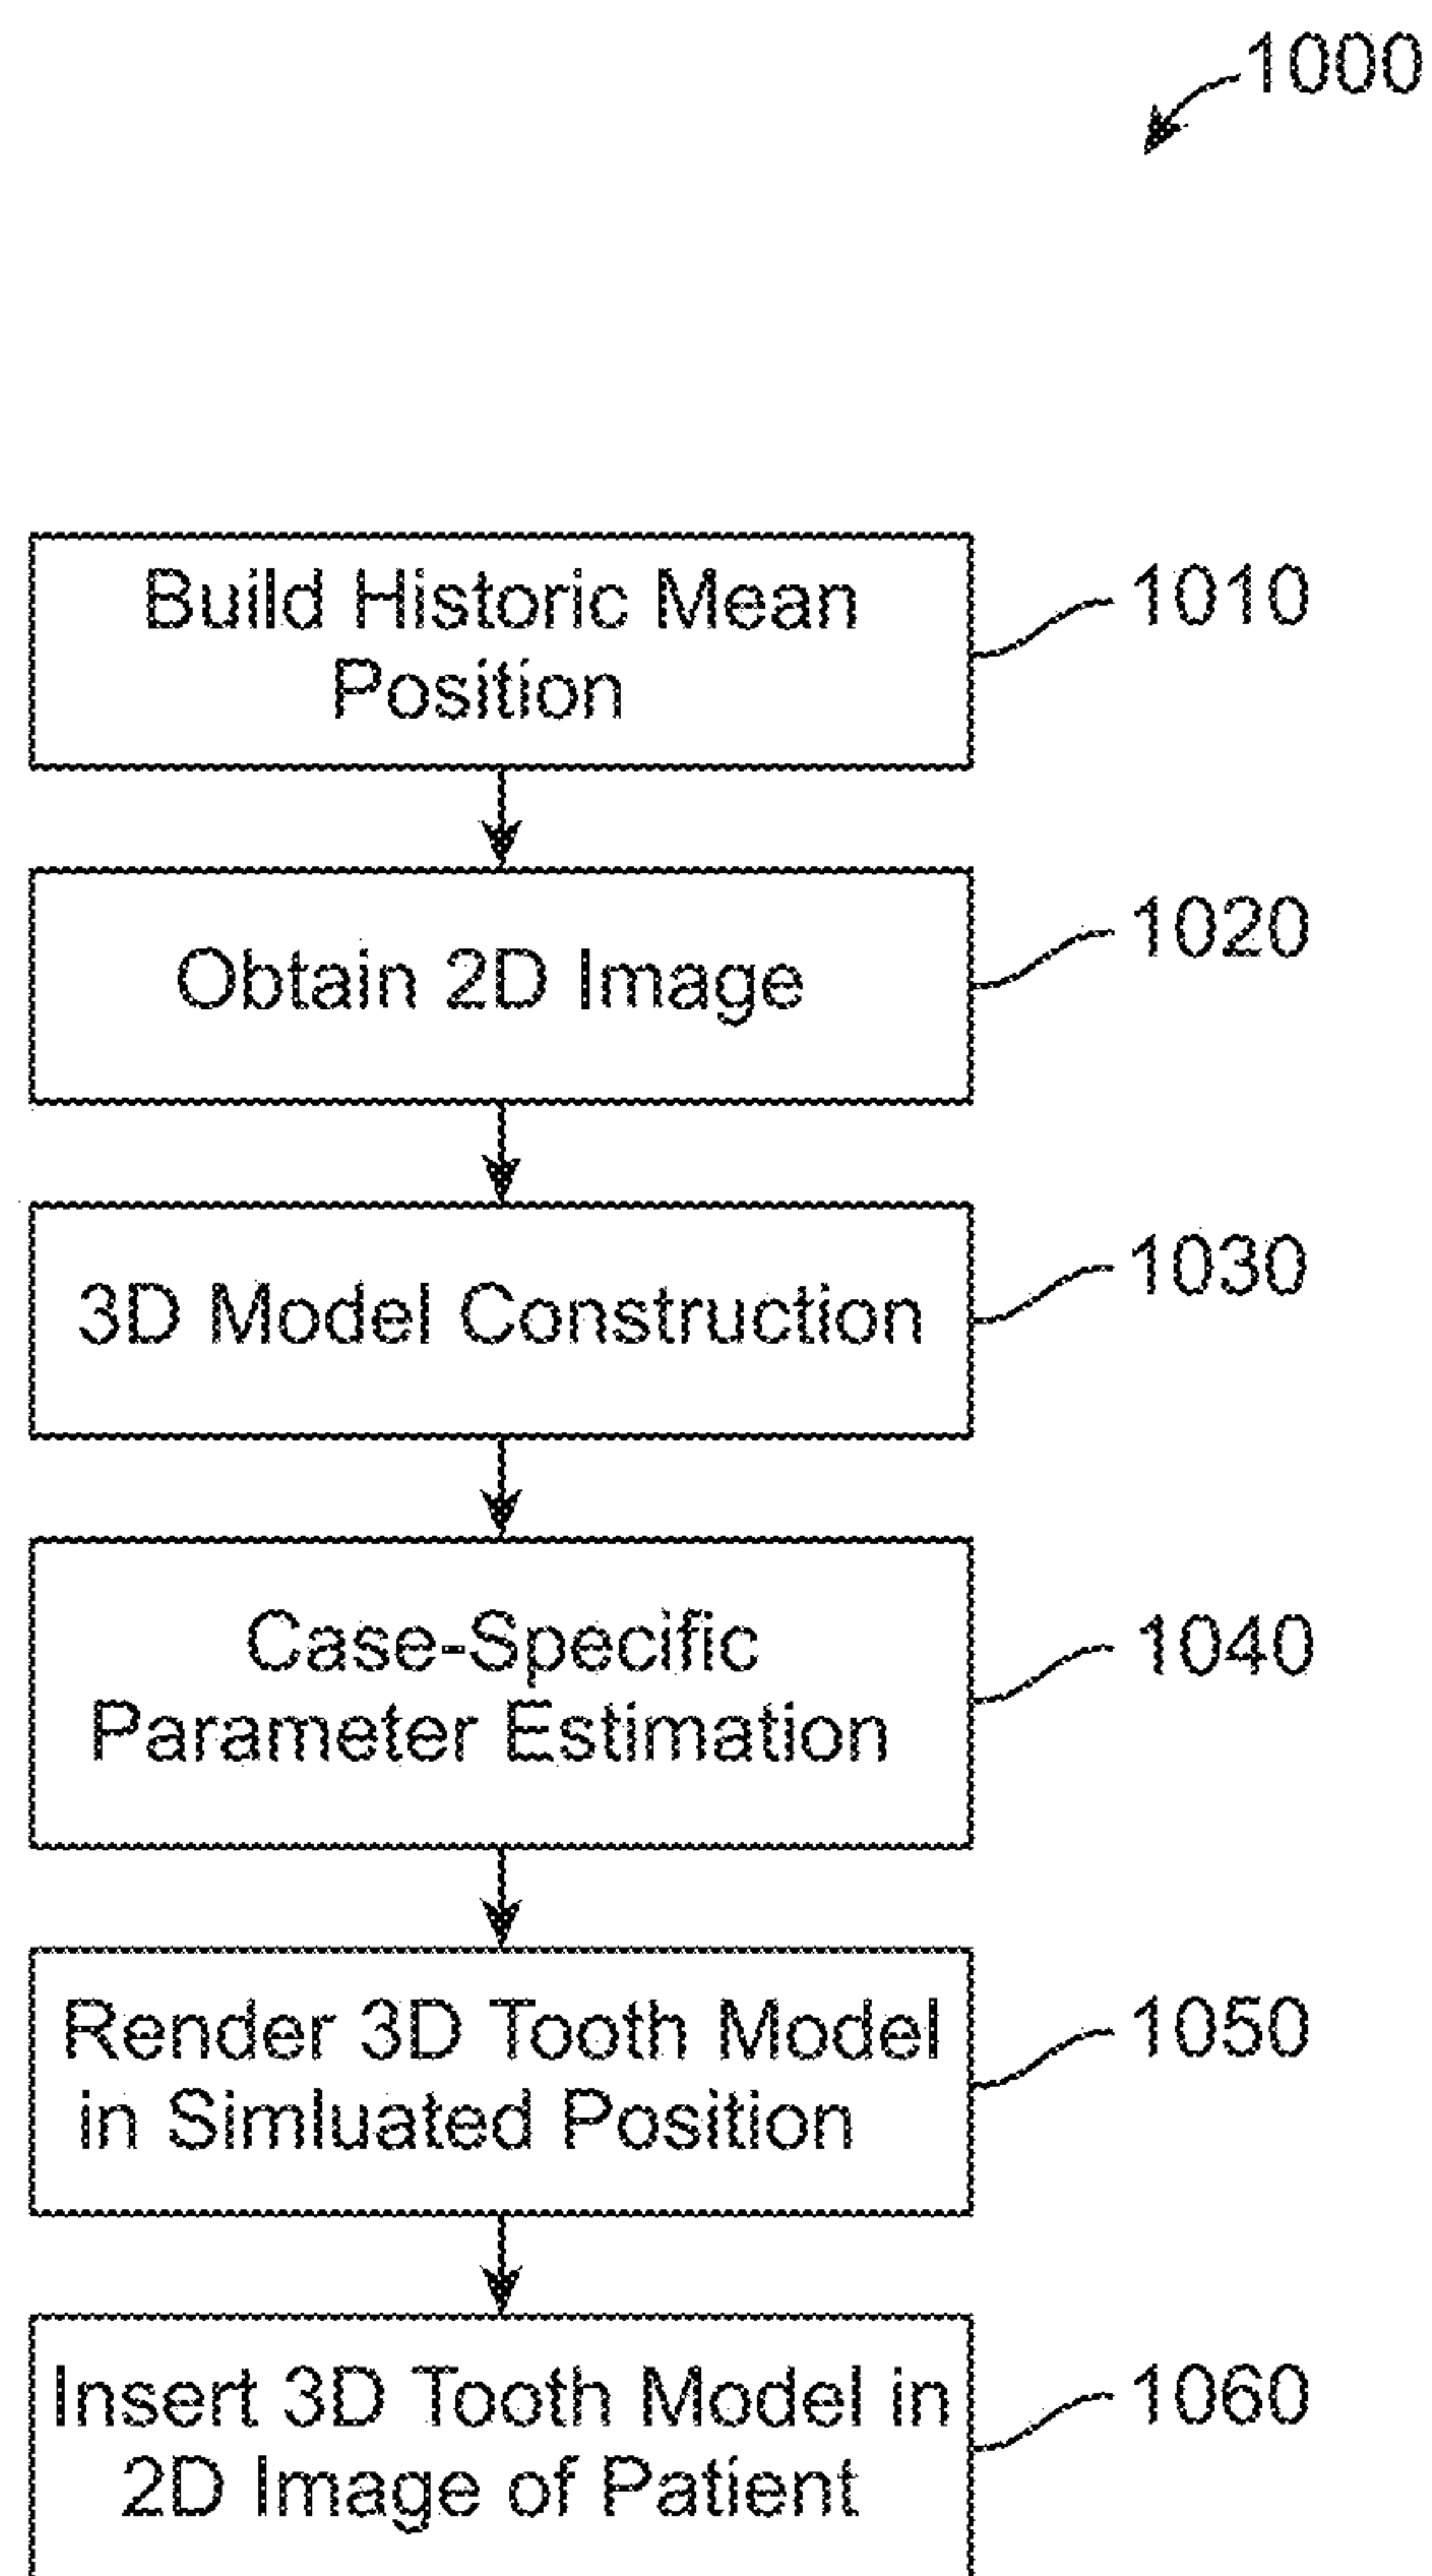 1000
Build Historic Mean
Position
1010
Obtain 2D Image
1020
3D Model Construction
1030
Case-Specific
Parameter Estimation
1040
Render 3D Tooth Model
in Simluated Position
1050
Insert 3D Tooth Model in
2D Image of Patient
1060